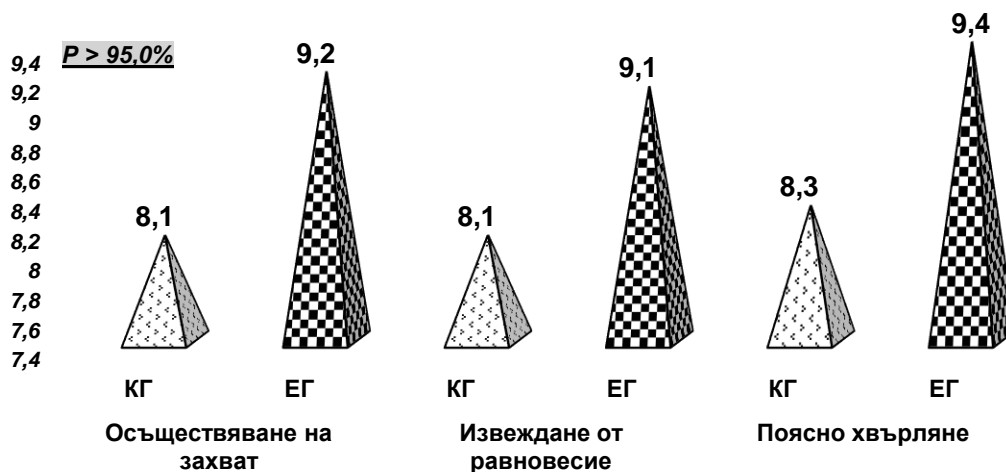 P > 95,0%
9,4
9,2
9
8,8
8,6
8,4
8,2
8
7,8
7,6
7,4
8,1
9,2
8,1
9,1
8,3
9,4
КГ
ЕГ
КГ
ЕГ
КГ
ЕГ
Осъществяване на
захват
Извеждане от
равновесие
Поясно хвърляне